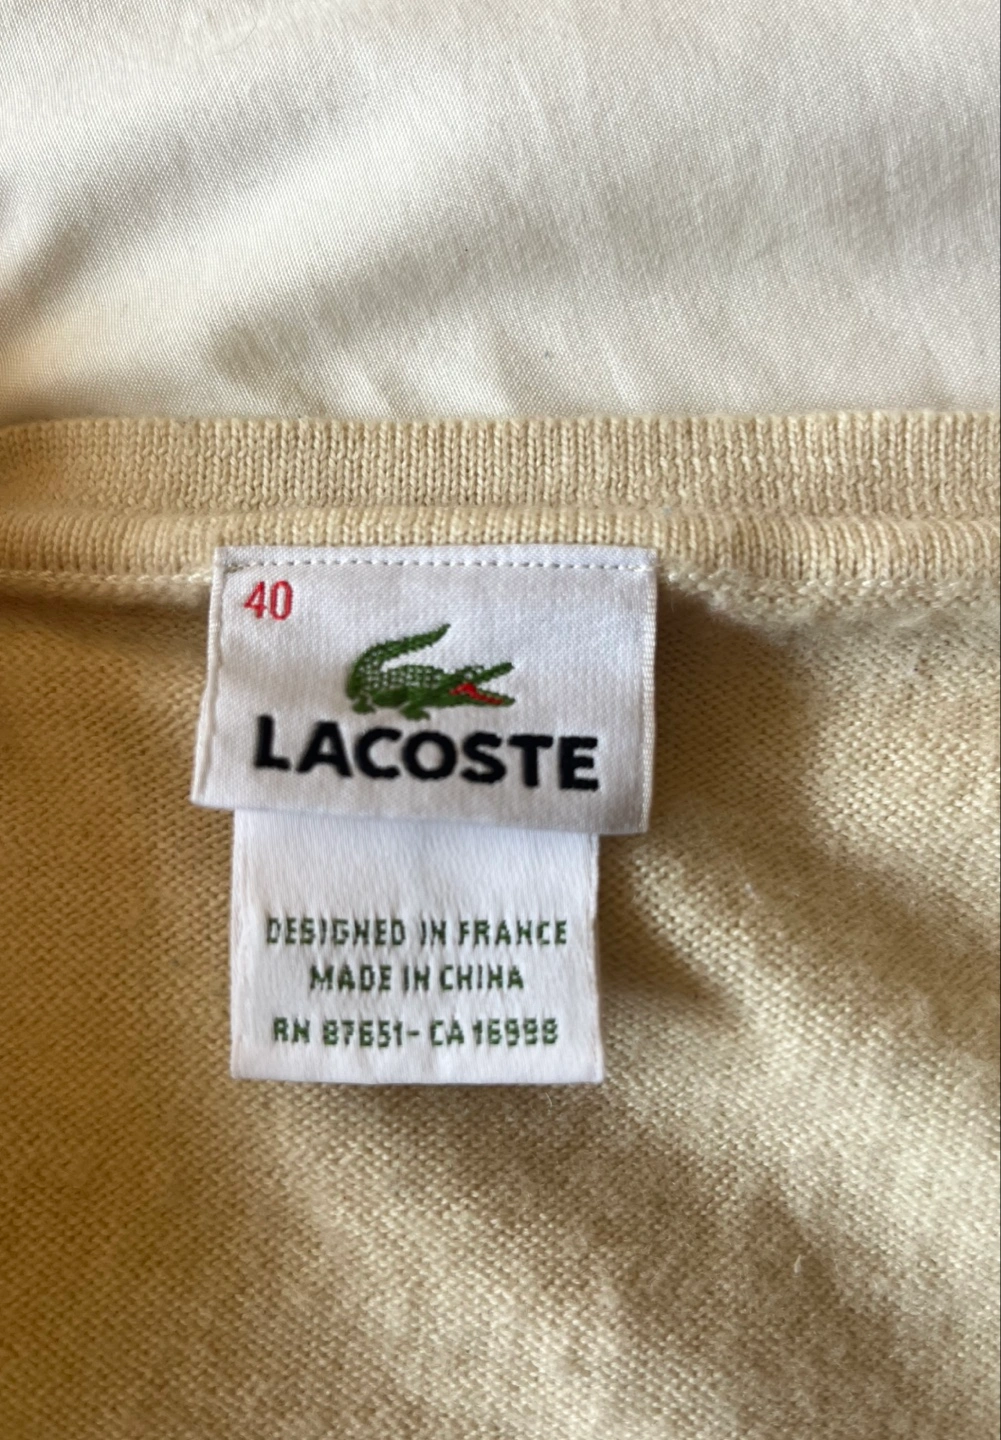 40
LACOSTE
DESIGNED IN FRANCE
MADE IN CHINA
RN 87651- CA 16998